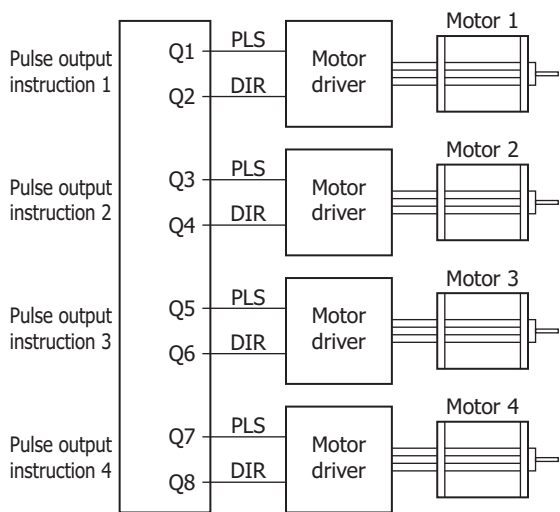 Motor 1
Pulse output
instruction 1
Q1
PLS
Q2
DIR
Motor
driver
Motor 2
Pulse output
instruction 2
Q3
PLS
Q4
DIR
Motor
driver
Motor 3
Pulse output
instruction 3
Q5
PLS
Q6
DIR
Motor
driver
Motor 4
Pulse output
instruction 4
Q7
PLS
Q8
DIR
Motor
driver